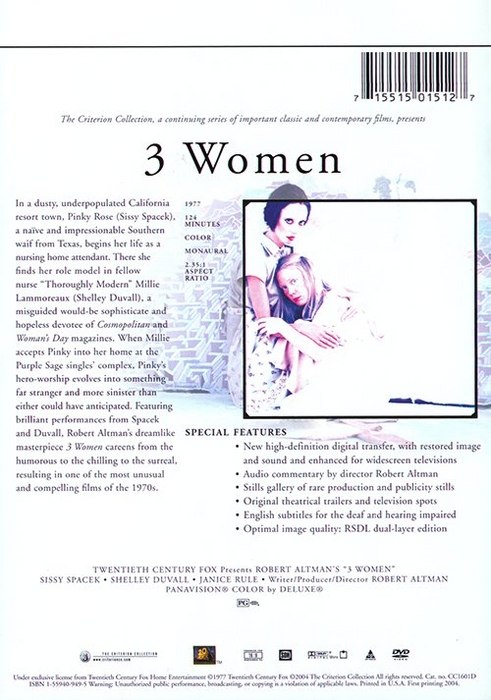 7 15515 01512 7
The Criterion Collection, a continuing series of important classic and contemporary films, presents
3 Women
In a dusty, underpopulated California
resort town, Pinky Rose (Sissy Spacek),
a naïve and impressionable Southern
waif from Texas, begins her life as a
nursing home attendant. There she
finds her role model in fellow
nurse "Thoroughly Modern" Millie
Lammoreaux (Shelley Duvall), a
misguided would-be sophisticate and
hopeless devotee of Cosmopolitan and
Woman's Day magazines. When Millie
accepts Pinky into her home at the
Purple Sage singles' complex, Pinky's
hero-worship evolves into something
far stranger and more sinister than
either could have anticipated. Featuring
brilliant performances from Spacek
and Duvall, Robert Altman's dreamlike
masterpiece 3 Women careens from the
humorous to the chilling to the surreal,
resulting in one of the most unusual
and compelling films of the 1970s.
1977
124
MINUTES
COLOR
MONAURAL
2.35:1
ASPECT
RATIO
SPECIAL FEATURES
• New high-definition digital transfer, with restored image
and sound and enhanced for widescreen televisions
• Audio commentary by director Robert Altman
• Stills gallery of rare production and publicity stills
• Original theatrical trailers and television spots
• English subtitles for the deaf and hearing impaired
• Optimal image quality: RSDL dual-layer edition
TWENTIETH CENTURY FOX Presents ROBERT ALTMAN'S "3 WOMEN"
SISSY SPACEK • SHELLEY DUVALL • JANICE RULE • Writer/Producer/Director ROBERT ALTMAN
PANAVISION® COLOR by DELUXE®
PG
THE CRITERION COLLECTION
www.criterionco.com
DVD
Under exclusive license from Twentieth Century Fox Home Entertainment ©1977 Twentieth Century Fox ©2004 The Criterion Collection All rights reserved. Cat. no. CC1601D
ISBN 1-55940-949-5 Warning: Unauthorized public performance, broadcasting, or copying is a violation of applicable laws. Printed in U.S.A. First printing 2004.